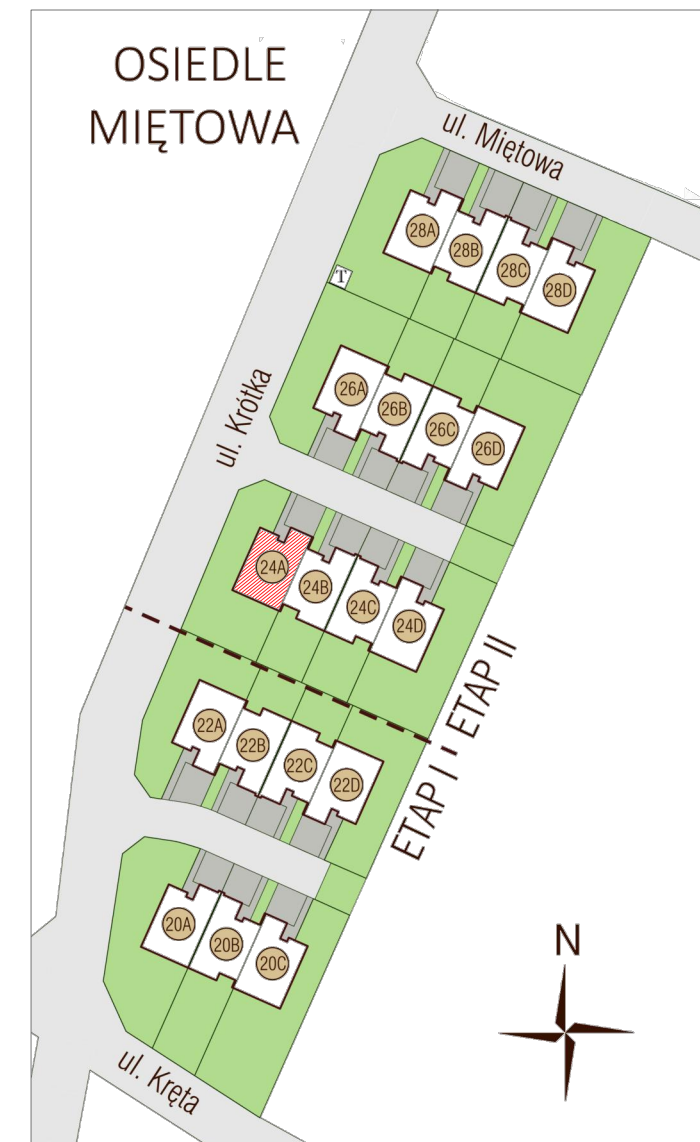 OSIEDLE
MIĘTOWA
ul. Miętowa
28A
28B
28C
28D
T
26A
26B
26C
26D
ul. Krótka
24A
24B
24C
24D
ETAP II
ETAP I
22A
22B
22C
22D
20A
20B
20C
N
ul. Kręta